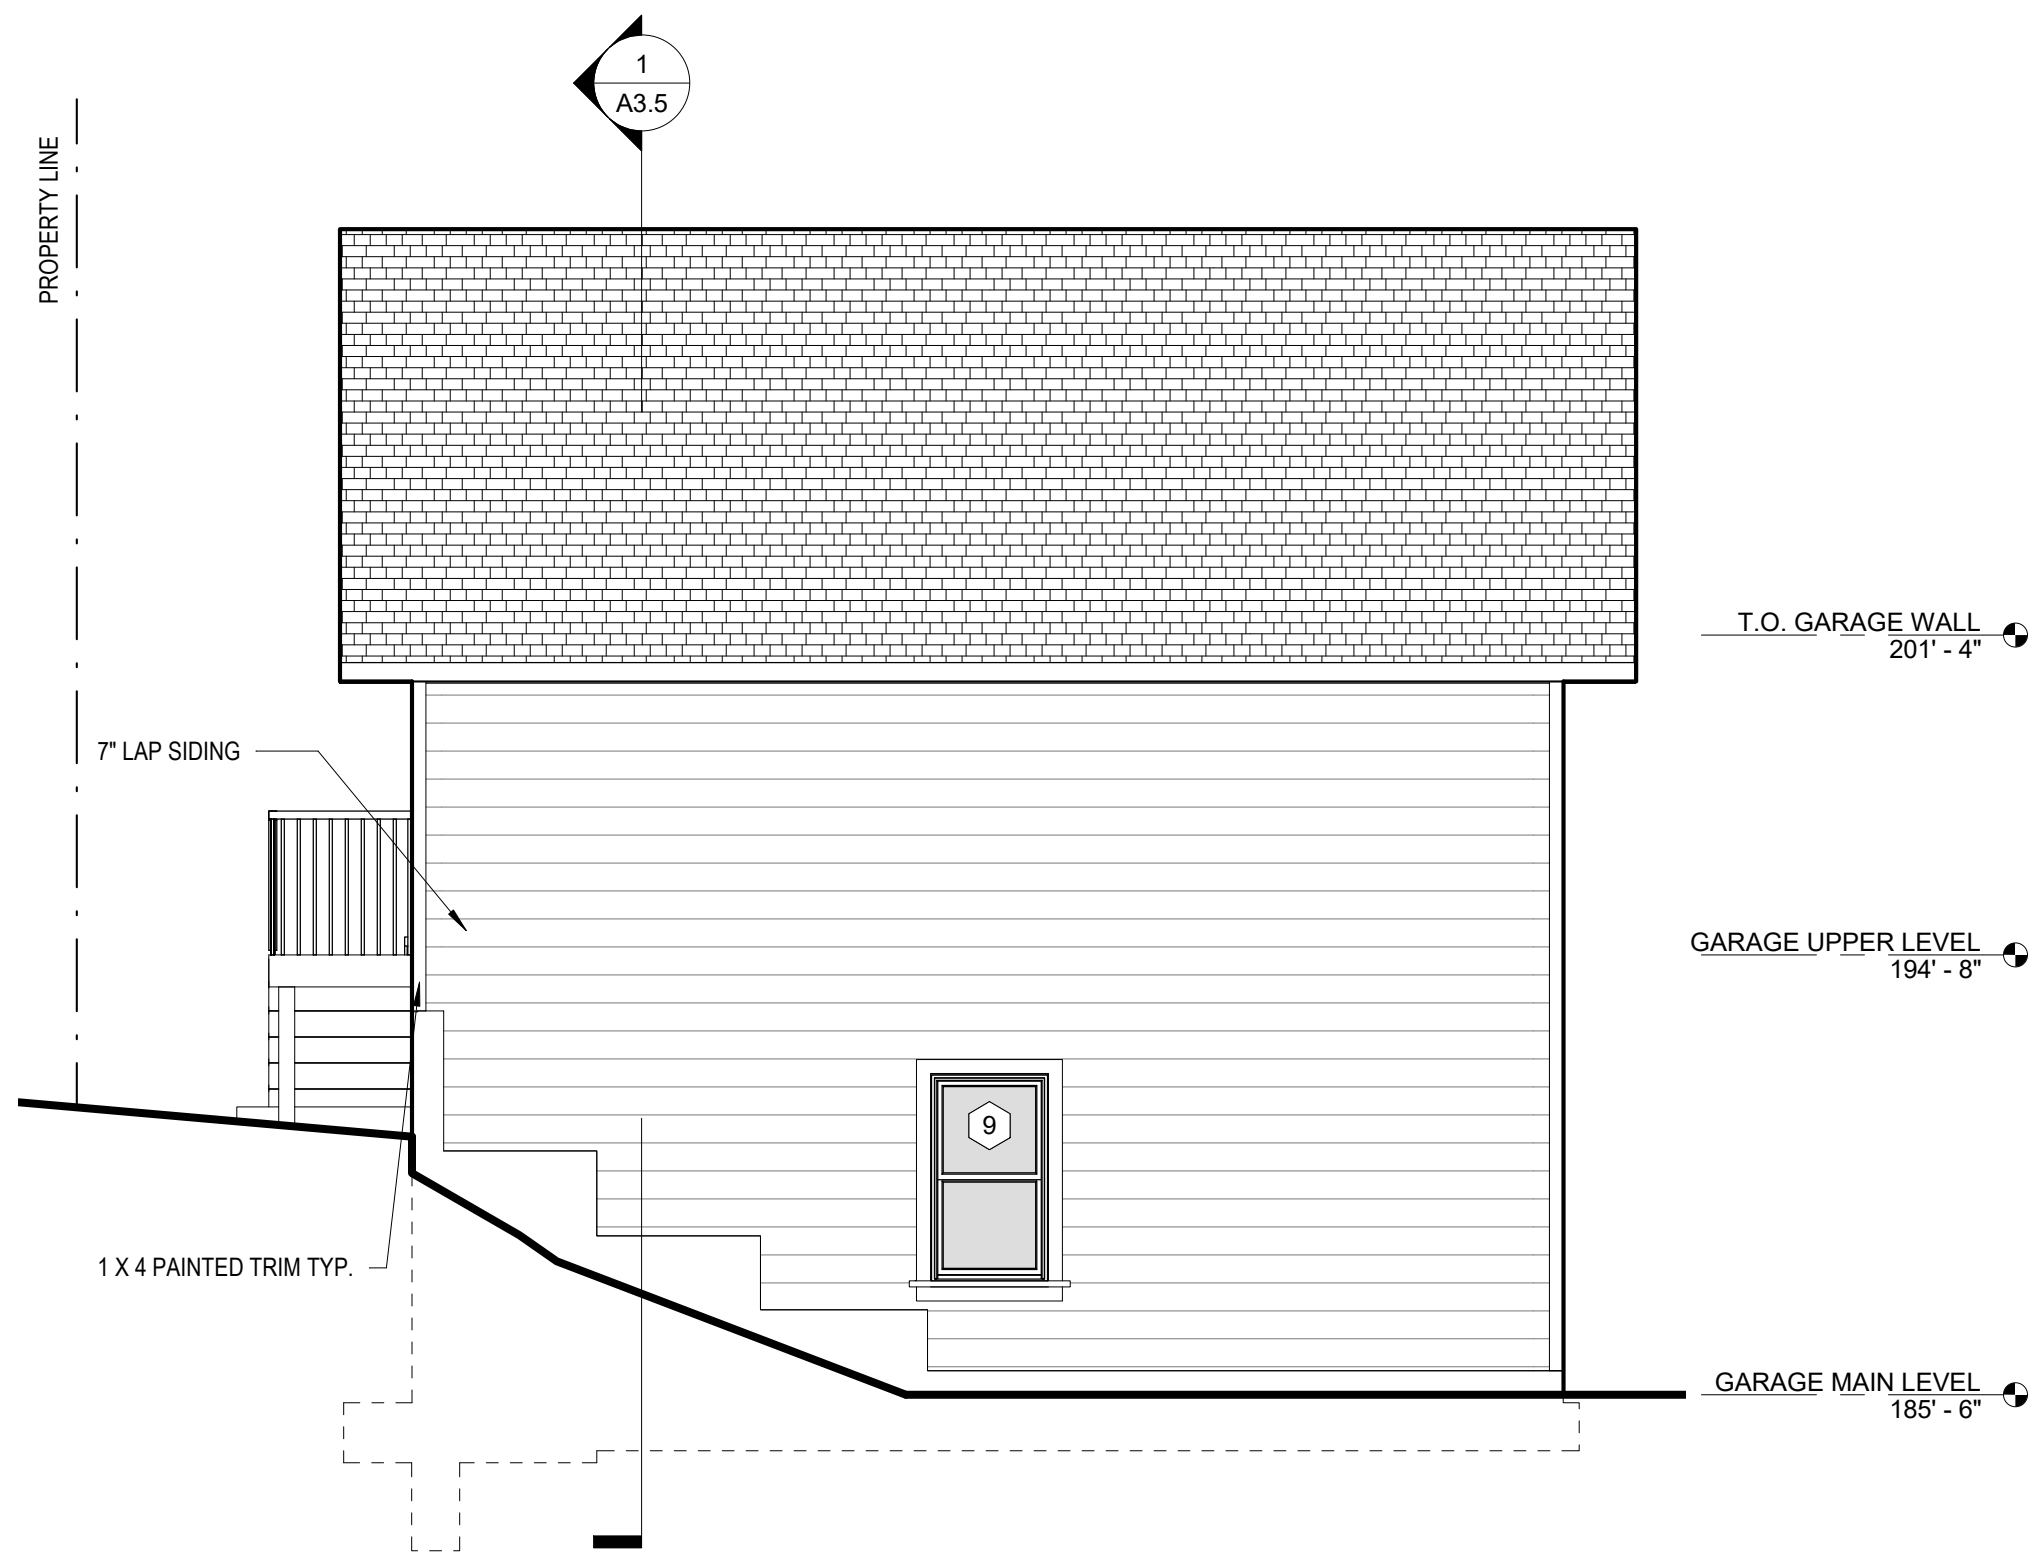 1
A3.5
PROPERTY LINE
T.O. GARAGE WALL
201' - 4"
7" LAP SIDING
GARAGE UPPER LEVEL
194' - 8"
9
1 X 4 PAINTED TRIM TYP.
GARAGE MAIN LEVEL
185' - 6"